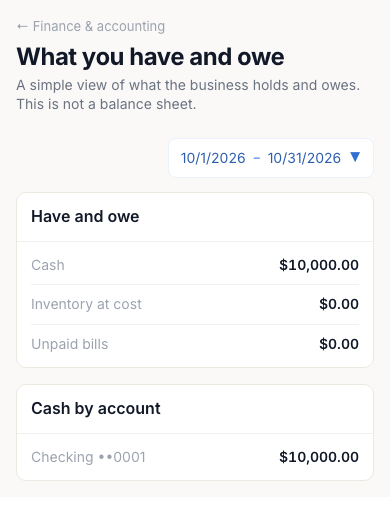 ← Finance & accounting
What you have and owe
A simple view of what the business holds and owes.
This is not a balance sheet.
10/1/2026 – 10/31/2026 ▼
Have and owe
Cash $10,000.00
Inventory at cost $0.00
Unpaid bills $0.00
Cash by account
Checking ••0001 $10,000.00